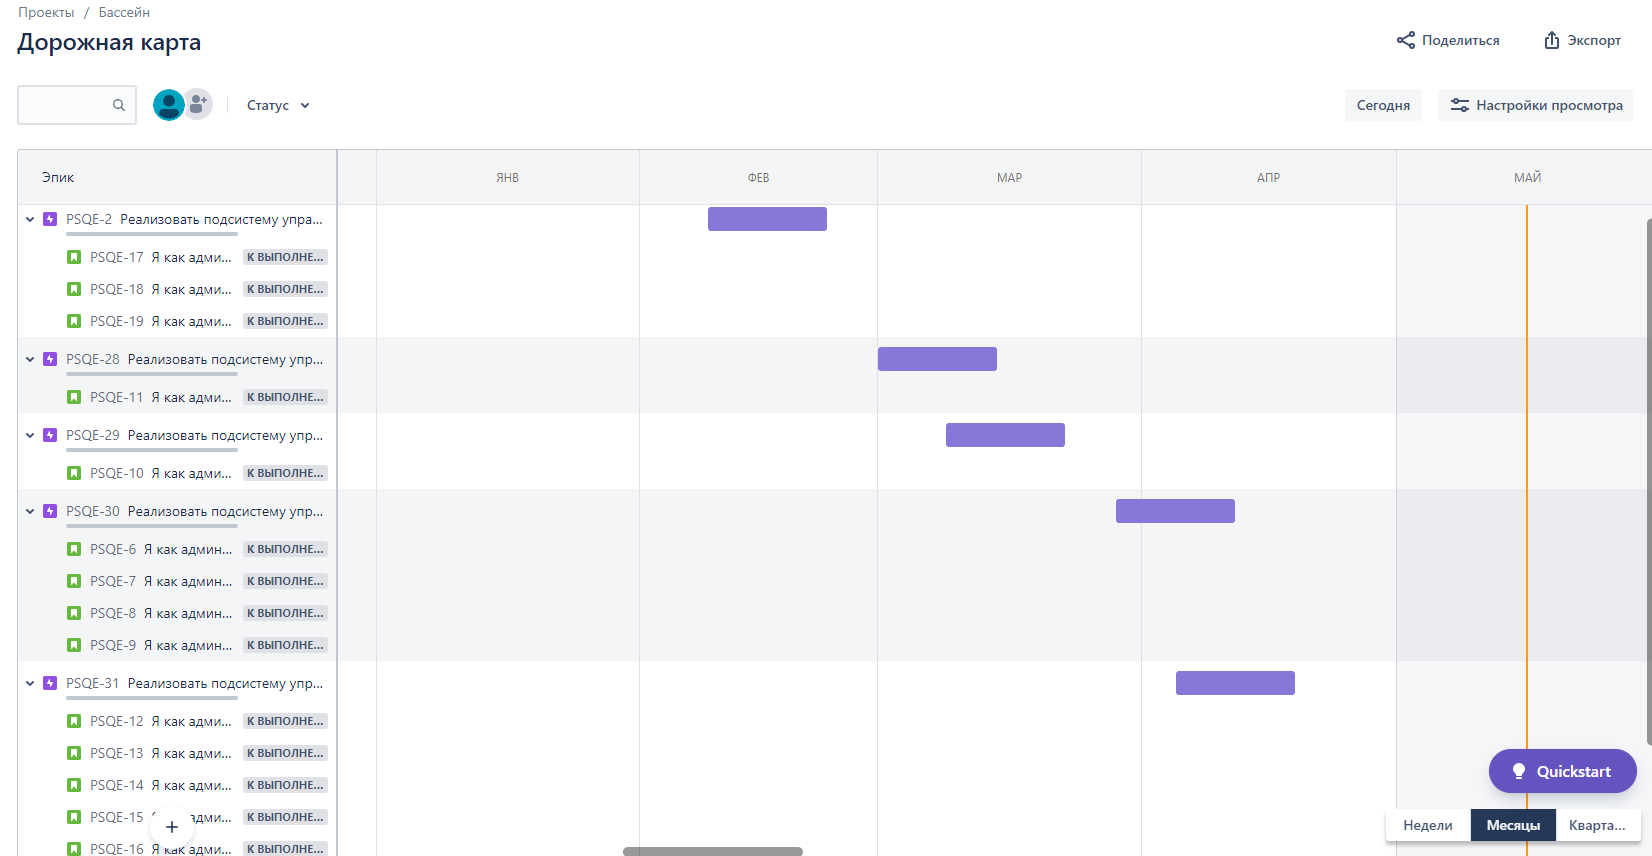 Проекты / Бассейн
Дорожная карта
Поделиться
Экспорт
Статус
Сегодня
Настройки просмотра
Эпик
ЯНВ
ФЕВ
МАР
АПР
МАЙ
PSQE-2 Реализовать подсистему упра...
PSQE-17 Я как адми... К ВЫПОЛНЕ...
PSQE-18 Я как адми... К ВЫПОЛНЕ...
PSQE-19 Я как адми... К ВЫПОЛНЕ...
PSQE-28 Реализовать подсистему упр...
PSQE-11 Я как адми... К ВЫПОЛНЕ...
PSQE-29 Реализовать подсистему упр...
PSQE-10 Я как адми... К ВЫПОЛНЕ...
PSQE-30 Реализовать подсистему упр...
PSQE-6 Я как админ... К ВЫПОЛНЕ...
PSQE-7 Я как админ... К ВЫПОЛНЕ...
PSQE-8 Я как админ... К ВЫПОЛНЕ...
PSQE-9 Я как админ... К ВЫПОЛНЕ...
PSQE-31 Реализовать подсистему упр...
PSQE-12 Я как адми... К ВЫПОЛНЕ...
PSQE-13 Я как адми... К ВЫПОЛНЕ...
PSQE-14 Я как адми... К ВЫПОЛНЕ...
PSQE-15 К ВЫПОЛНЕ...
PSQE-16 Я как адми... К ВЫПОЛНЕ...
Quickstart
Недели
Месяцы
Кварта...